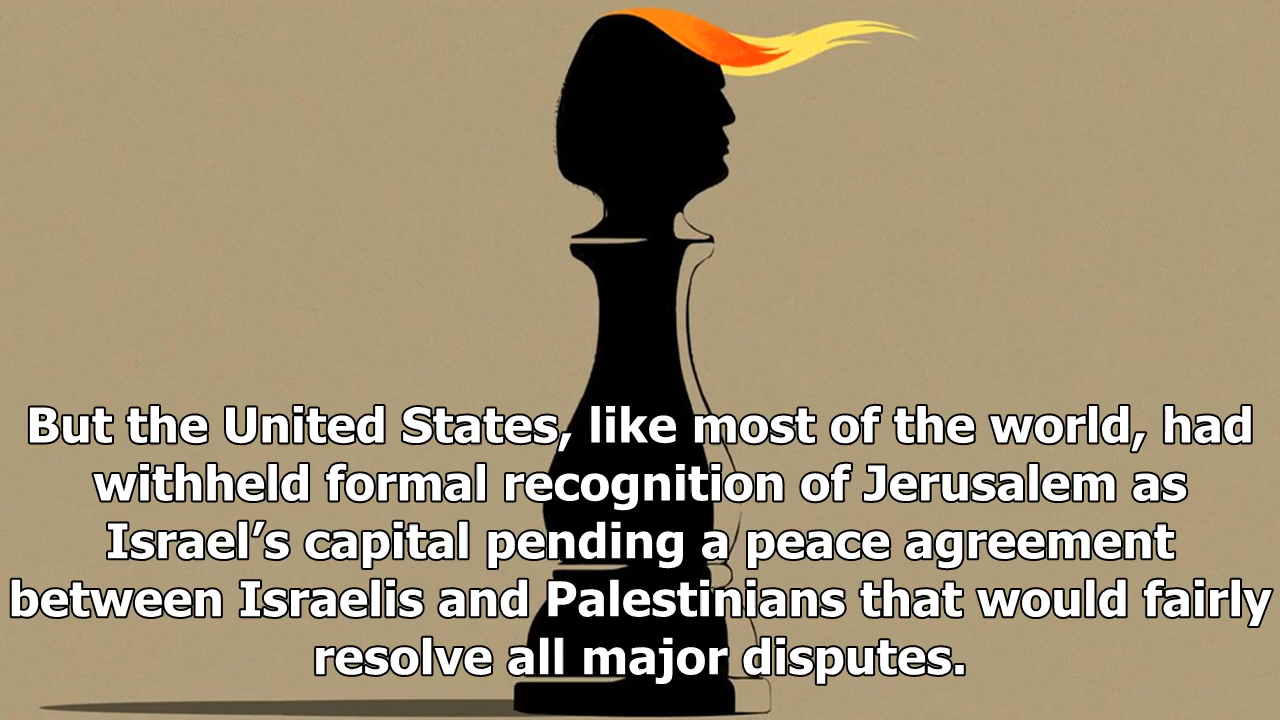 But the United States, like most of the world, had
withheld formal recognition of Jerusalem as
Israel’s capital pending a peace agreement
between Israelis and Palestinians that would fairly
resolve all major disputes.